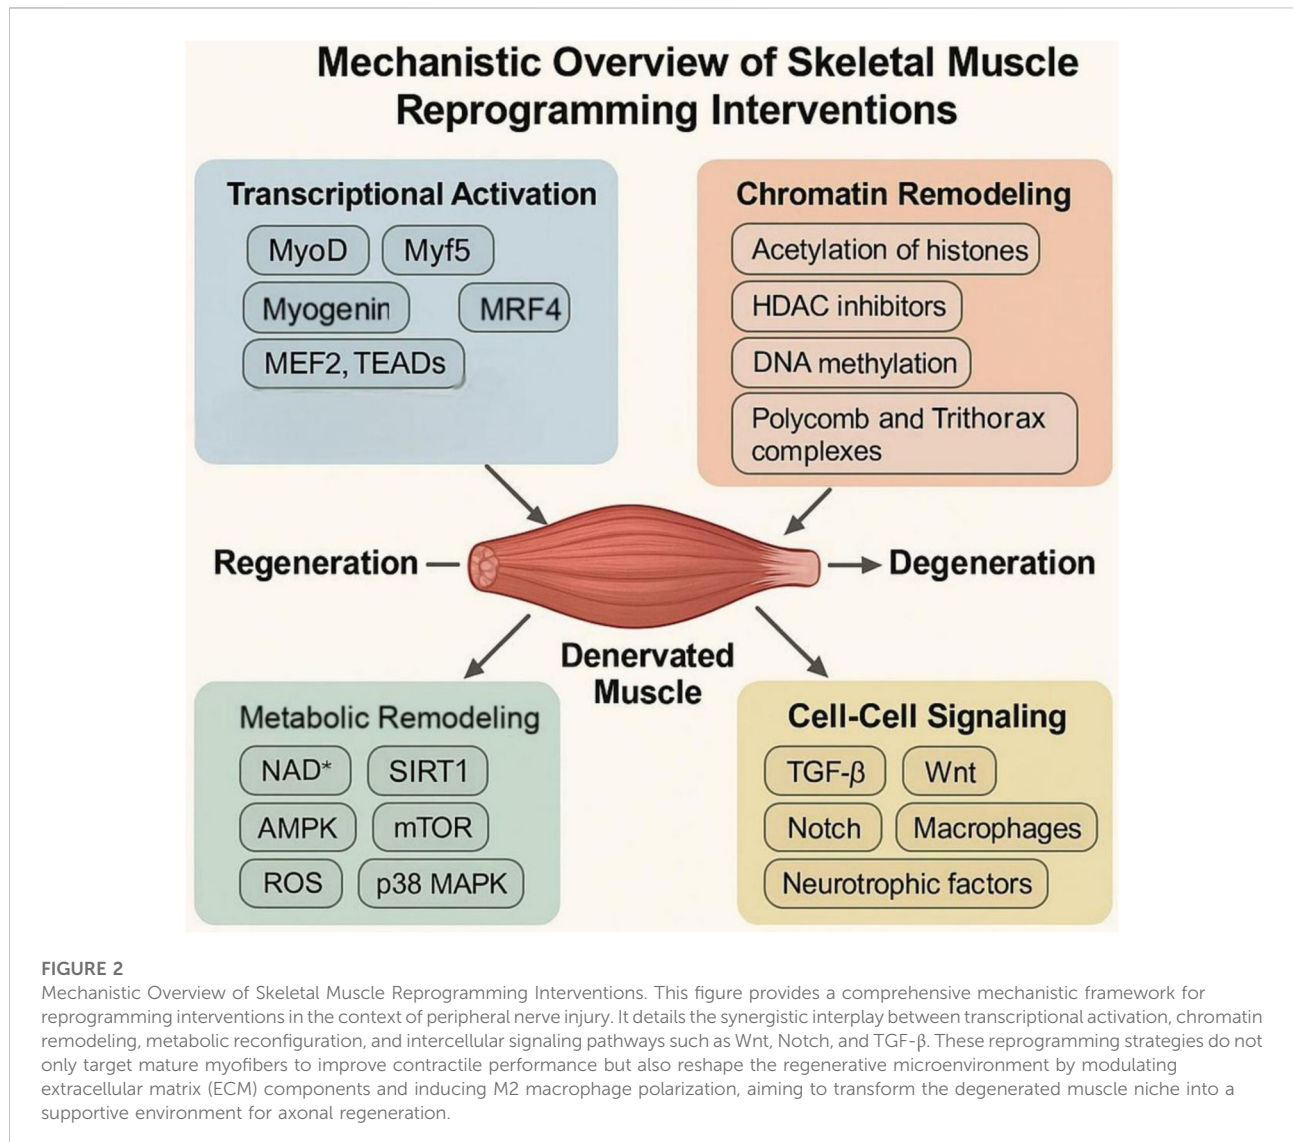 Mechanistic Overview of Skeletal Muscle
Reprogramming Interventions
Transcriptional Activation
MyoD
Myf5
Myogenin
MRF4
MEF2, TEADs
Chromatin Remodeling
Acetylation of histones
HDAC inhibitors
DNA methylation
Polycomb and Trithorax
complexes
Regeneration
Degeneration
Denervated
Muscle
Metabolic Remodeling
NAD*
SIRT1
AMPK
mTOR
ROS
p38 MAPK
Cell-Cell Signaling
TGF-β
Wnt
Notch
Macrophages
Neurotrophic factors
FIGURE 2
Mechanistic Overview of Skeletal Muscle Reprogramming Interventions. This figure provides a comprehensive mechanistic framework for
reprogramming interventions in the context of peripheral nerve injury. It details the synergistic interplay between transcriptional activation, chromatin
remodeling, metabolic reconfiguration, and intercellular signaling pathways such as Wnt, Notch, and TGF-β. These reprogramming strategies do not
only target mature myofibers to improve contractile performance but also reshape the regenerative microenvironment by modulating
extracellular matrix (ECM) components and inducing M2 macrophage polarization, aiming to transform the degenerated muscle niche into a
supportive environment for axonal regeneration.